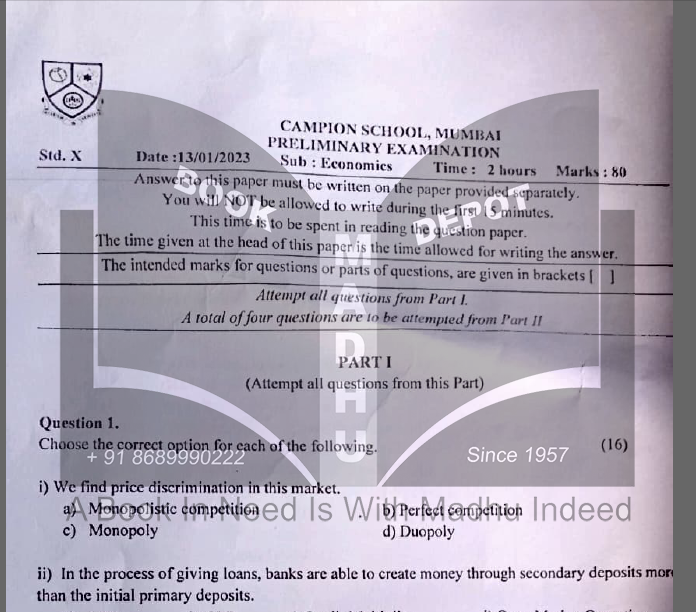 CAMPION SCHOOL, MUMBAI
PRELIMINARY EXAMINATION
Std. X Date :13/01/2023 Sub : Economics Time : 2 hours Marks : 80
Answer to this paper must be written on the paper provided separately.
You will NOT be allowed to write during the first 15 minutes.
This time is to be spent in reading the question paper.
The time given at the head of this paper is the time allowed for writing the answer.
The intended marks for questions or parts of questions, are given in brackets [ ]
Attempt all questions from Part I.
A total of four questions are to be attempted from Part II
BOOK DEPOT
MADHU
PART I
(Attempt all questions from this Part)
Question 1.
Choose the correct option for each of the following. (16)
+ 91 8689990222 Since 1957
i) We find price discrimination in this market.
a) Monopolistic competition b) Perfect competition
A Book In Need Is With Madhu Indeed
c) Monopoly d) Duopoly
ii) In the process of giving loans, banks are able to create money through secondary deposits more
than the initial primary deposits.